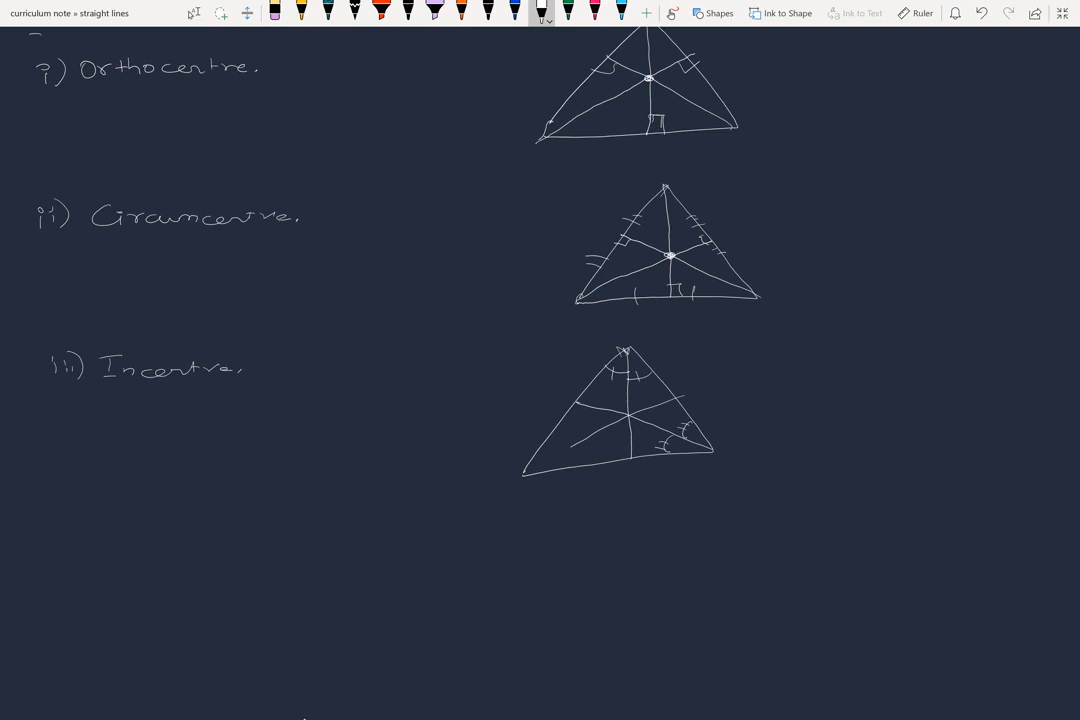 curriculum note » straight lines
Shapes
Ink to Shape
Ink to Text
Ruler
i) Orthocentre.
ii) Circumcentre.
iii) Incentre.